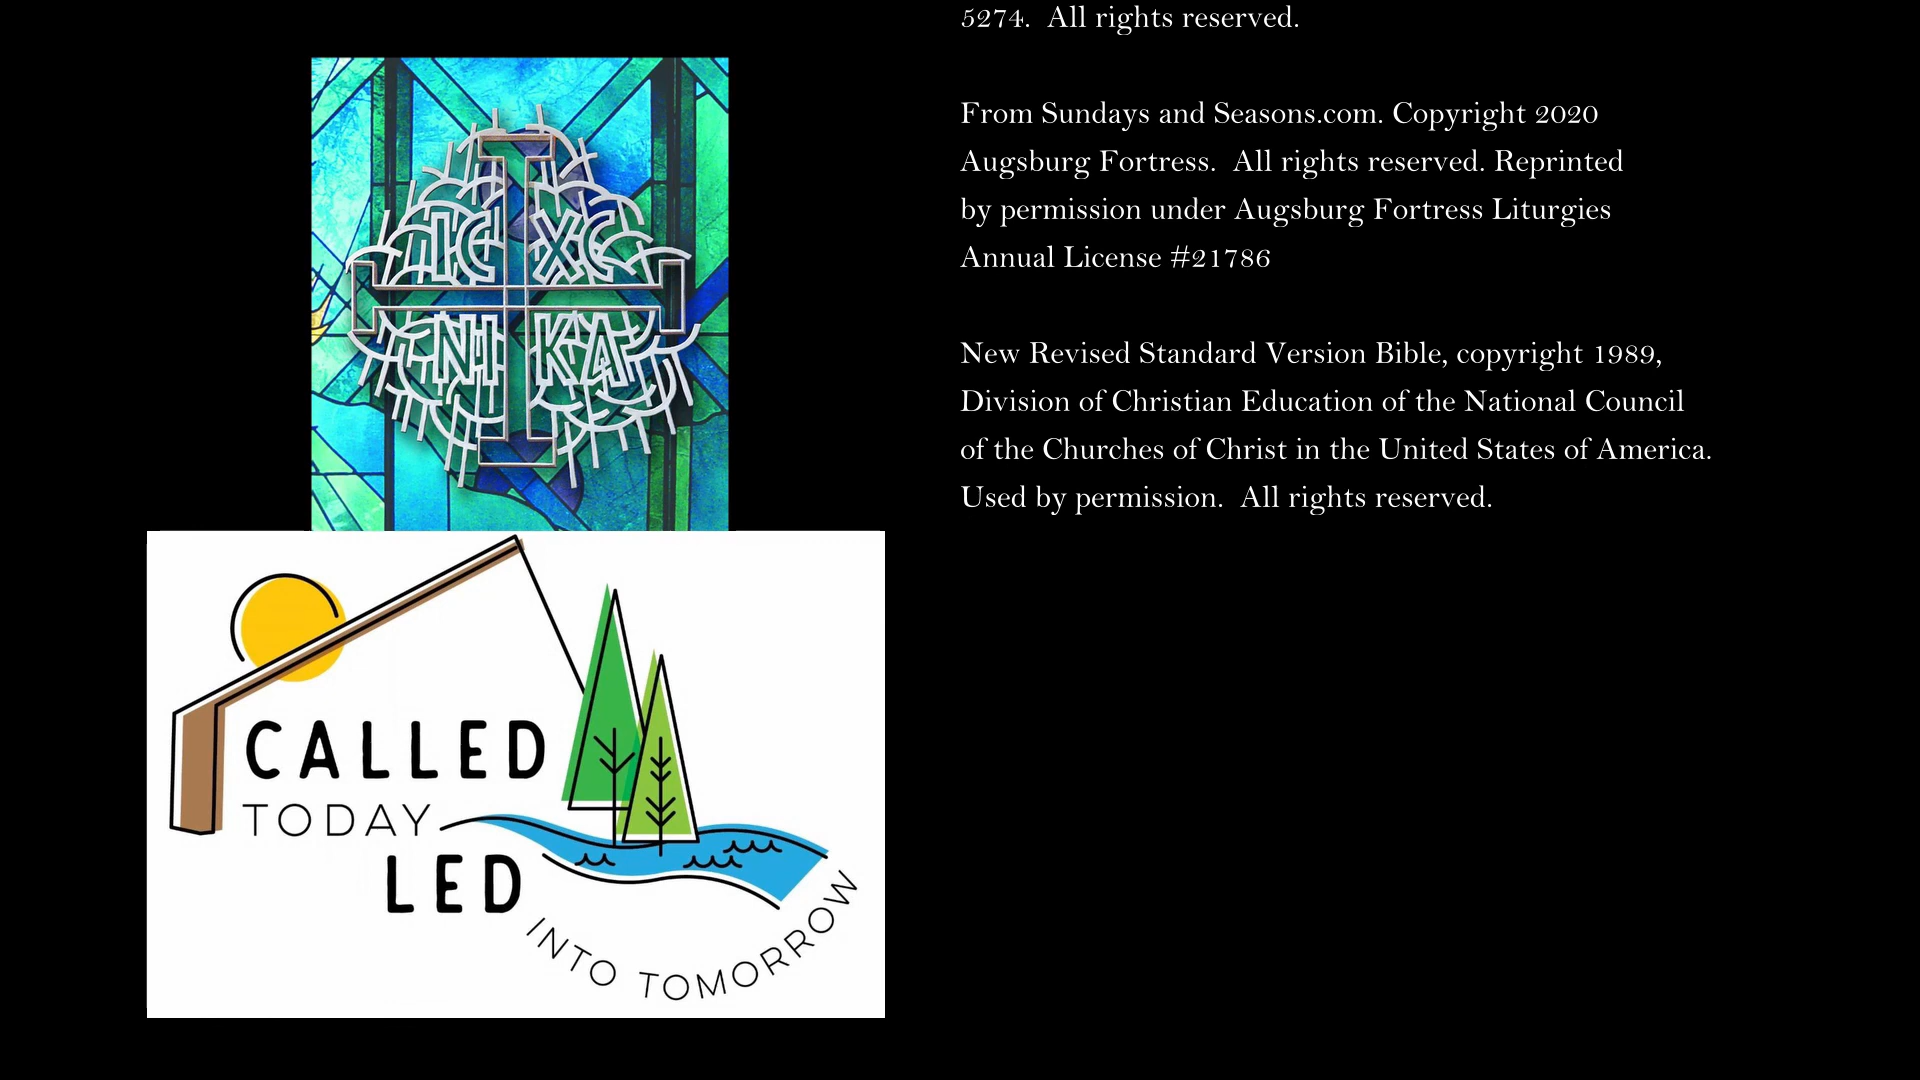 5274.  All rights reserved.
From Sundays and Seasons.com. Copyright 2020
Augsburg Fortress.  All rights reserved. Reprinted
by permission under Augsburg Fortress Liturgies
Annual License #21786
New Revised Standard Version Bible, copyright 1989,
Division of Christian Education of the National Council
of the Churches of Christ in the United States of America.
Used by permission.  All rights reserved.
IC XC
NI KA
CALLED
TODAY
LED
INTO TOMORROW